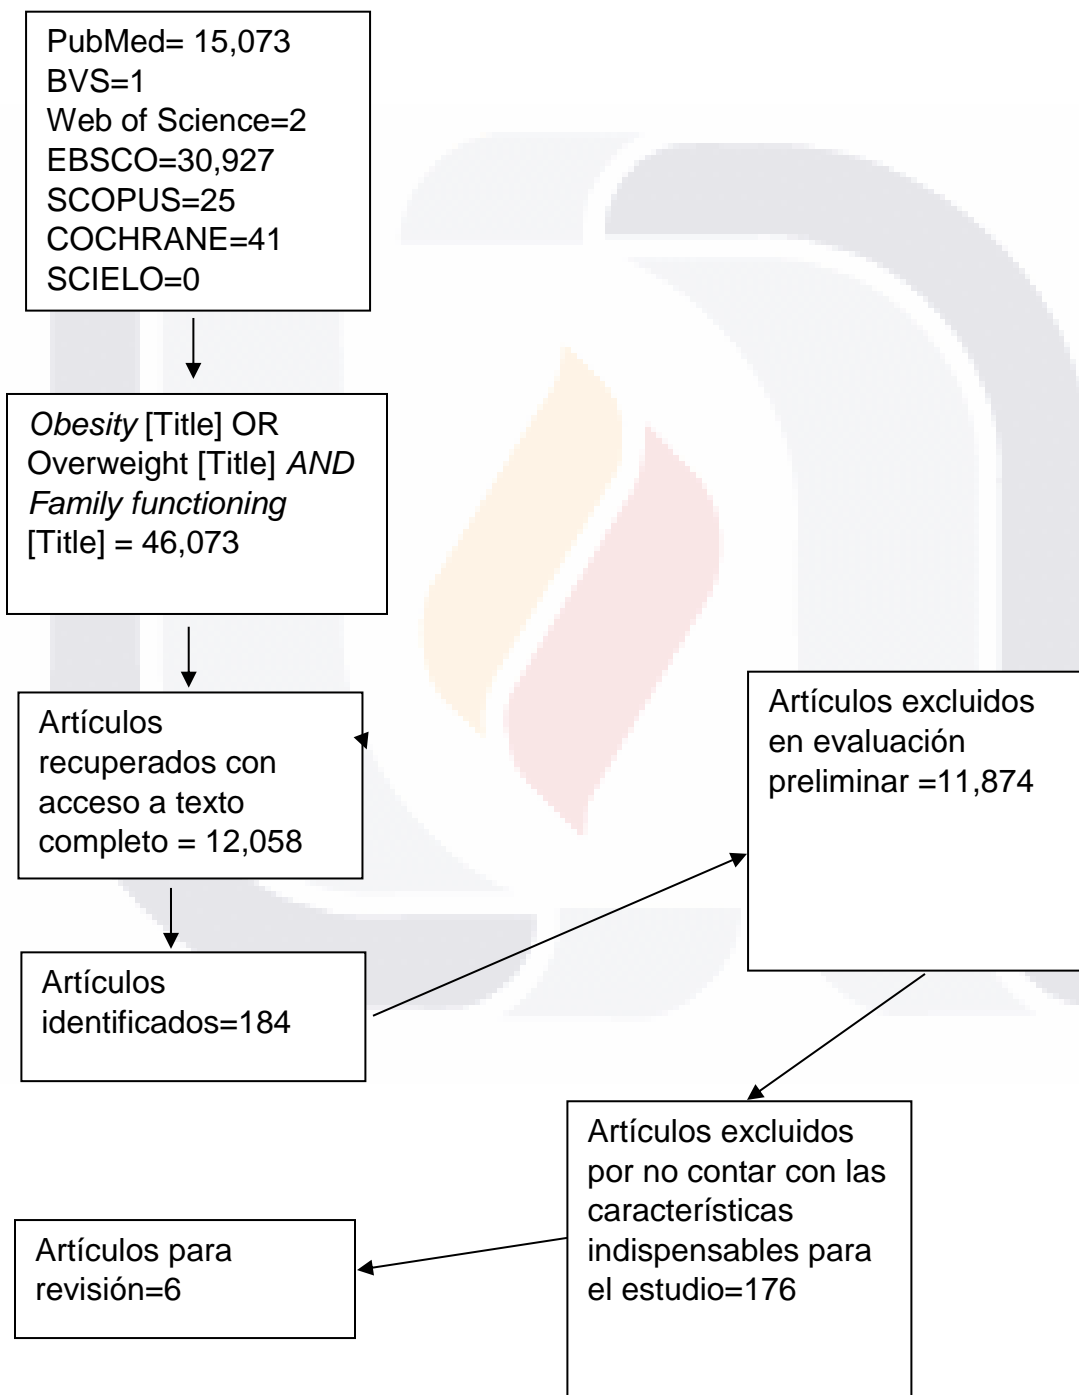 PubMed= 15,073
BVS=1
Web of Science=2
EBSCO=30,927
SCOPUS=25
COCHRANE=41
SCIELO=0
Obesity [Title] OR
Overweight [Title] AND
Family functioning
[Title] = 46,073
Artículos
recuperados con
acceso a texto
completo = 12,058
Artículos
identificados=184
Artículos excluidos
en evaluación
preliminar =11,874
Artículos excluidos
por no contar con las
características
indispensables para
el estudio=176
Artículos para
revisión=6